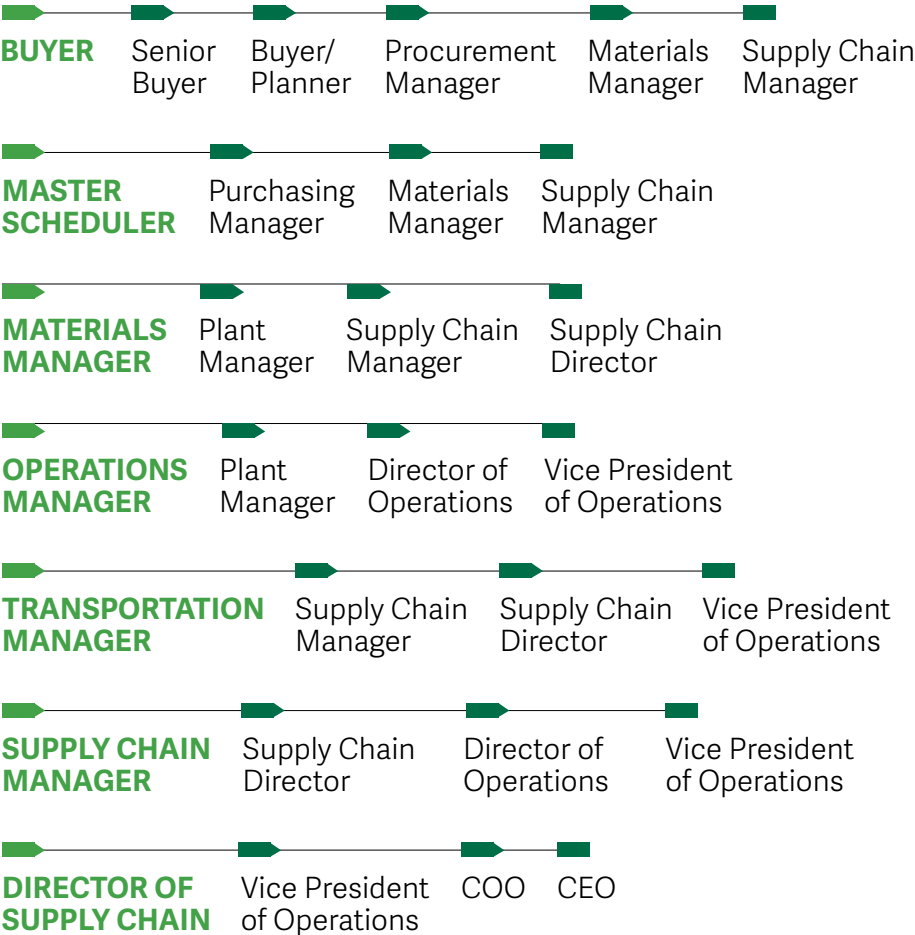 BUYER Senior Buyer/ Procurement Materials Supply Chain
Buyer Planner Manager Manager Manager
MASTER Purchasing Materials Supply Chain
SCHEDULER Manager Manager Manager
MATERIALS Plant Supply Chain Supply Chain
MANAGER Manager Manager Director
OPERATIONS Plant Director of Vice President
MANAGER Manager Operations of Operations
TRANSPORTATION Supply Chain Supply Chain Vice President
MANAGER Manager Director of Operations
SUPPLY CHAIN Supply Chain Director of Vice President
MANAGER Director Operations of Operations
DIRECTOR OF Vice President COO CEO
SUPPLY CHAIN of Operations